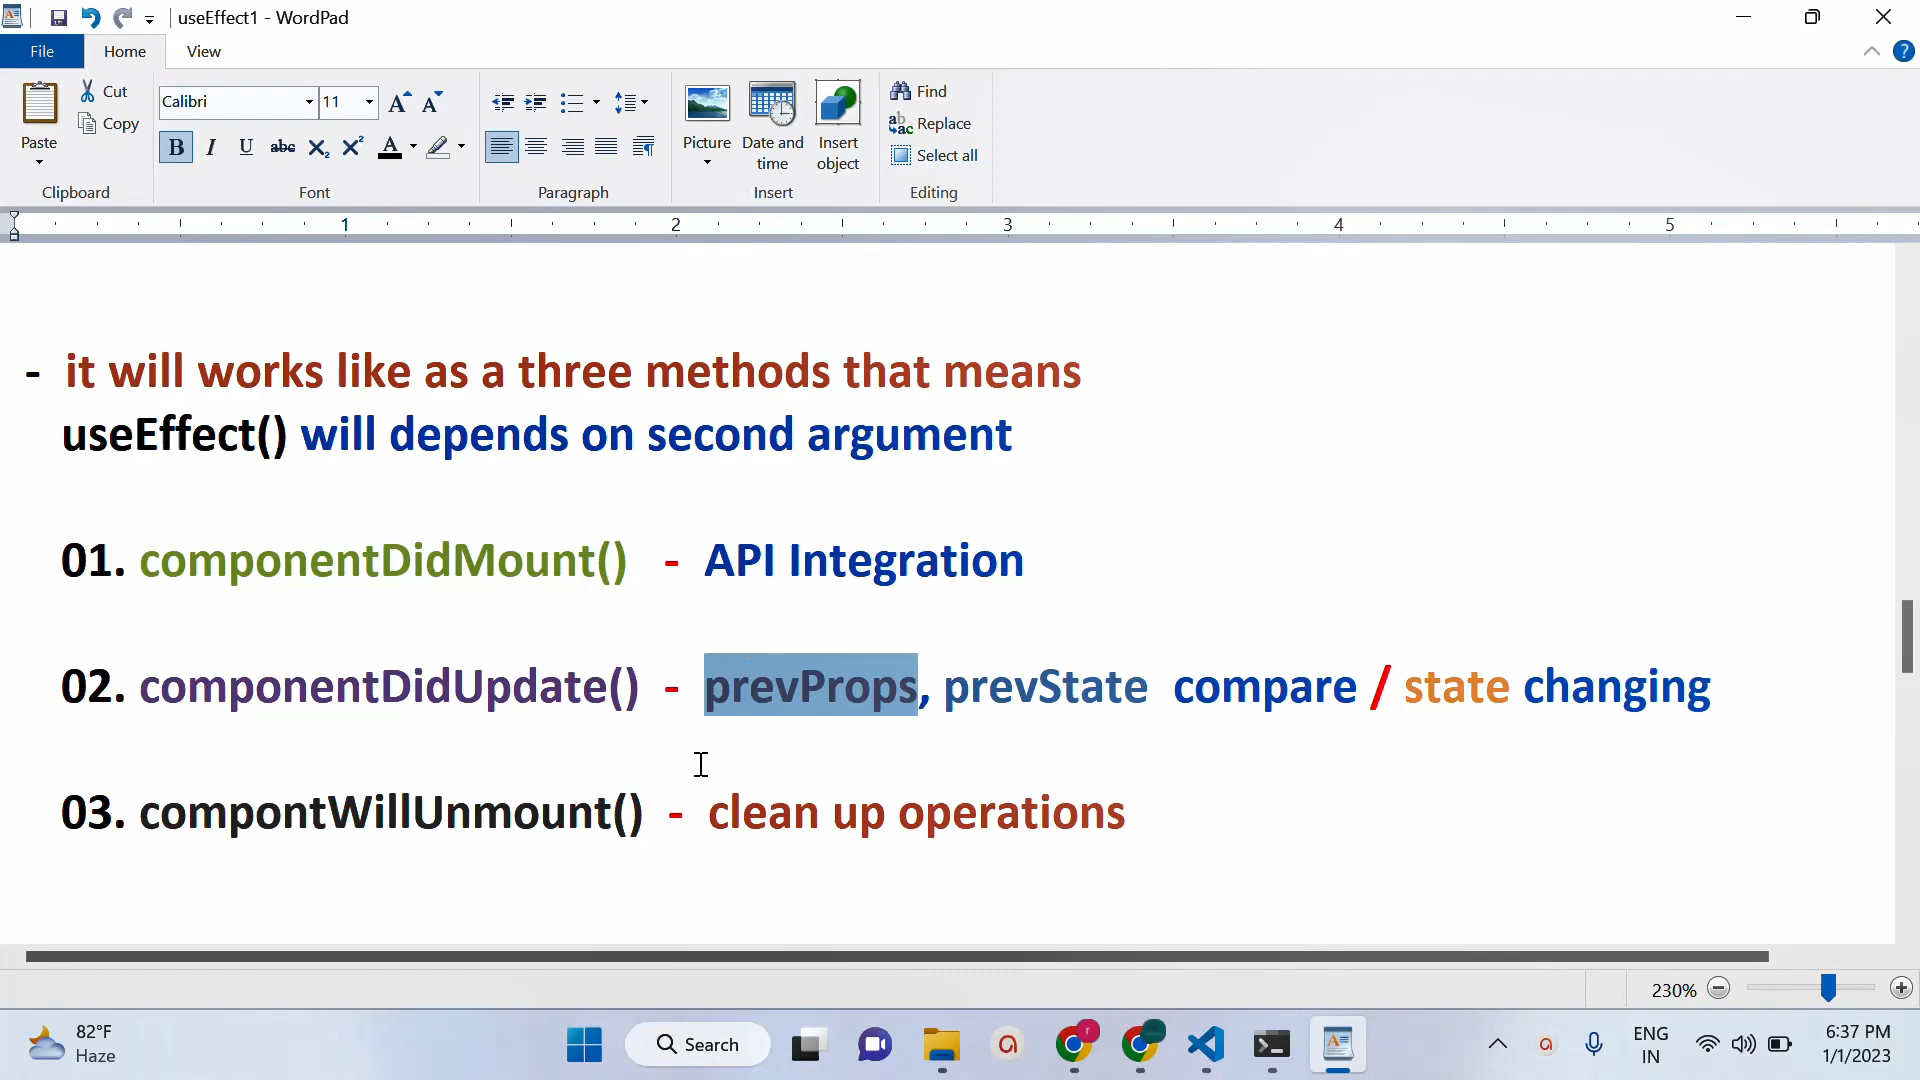 useEffect1 - WordPad
File Home View
Paste
Cut
Copy
Clipboard
Calibri 11
B I U abc X₂ X² A
Font
Paragraph
Picture
Date and time
Insert object
Insert
Find
Replace
Select all
Editing
1 2 3 4 5
- it will works like as a three methods that means
useEffect() will depends on second argument
01. componentDidMount() - API Integration
02. componentDidUpdate() - prevProps, prevState compare / state changing
03. compontWillUnmount() - clean up operations
230%
82°F
Haze
Search
ENG
IN
6:37 PM
1/1/2023